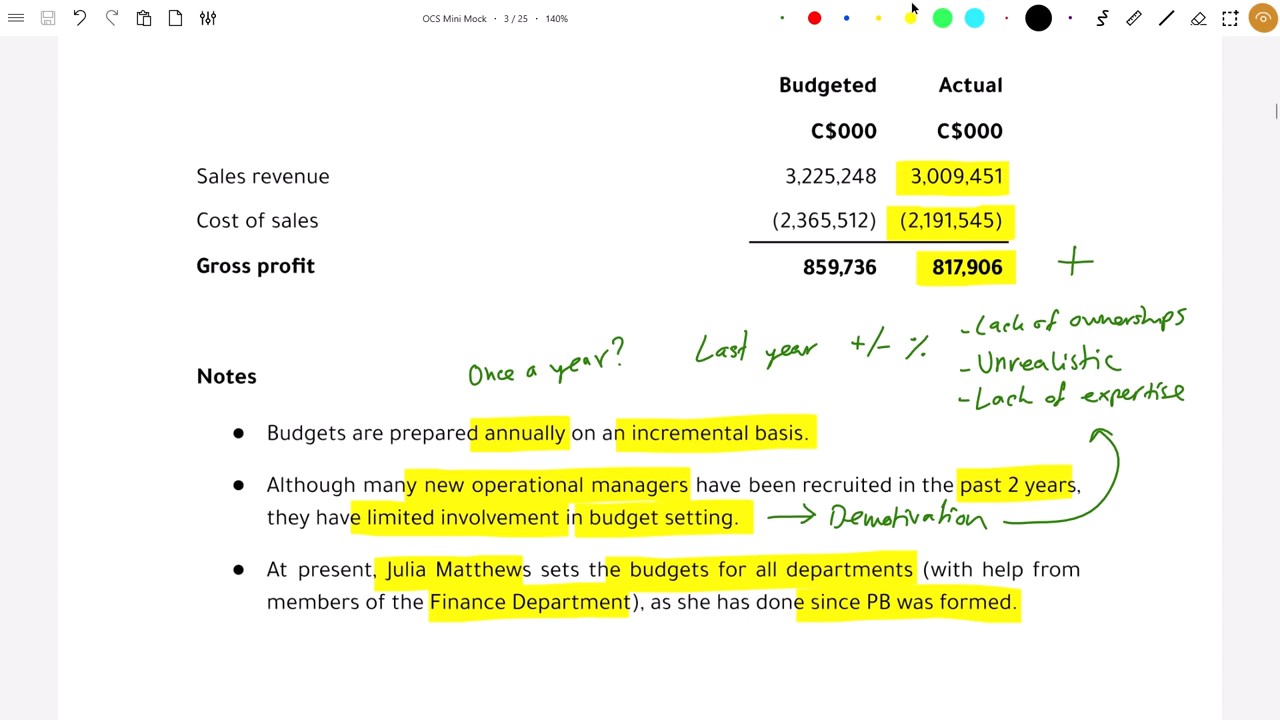 OCS Mini Mock • 3 / 25 • 140%
Budgeted Actual
C$000 C$000
Sales revenue 3,225,248 3,009,451
Cost of sales (2,365,512) (2,191,545)
Gross profit 859,736 817,906 +
- Lack of ownerships
Once a year? Last year +/- %
- Unrealistic
Notes
- Lack of expertise
• Budgets are prepared annually on an incremental basis.
• Although many new operational managers have been recruited in the past 2 years,
they have limited involvement in budget setting. → Demotivation
• At present, Julia Matthews sets the budgets for all departments (with help from
members of the Finance Department), as she has done since PB was formed.